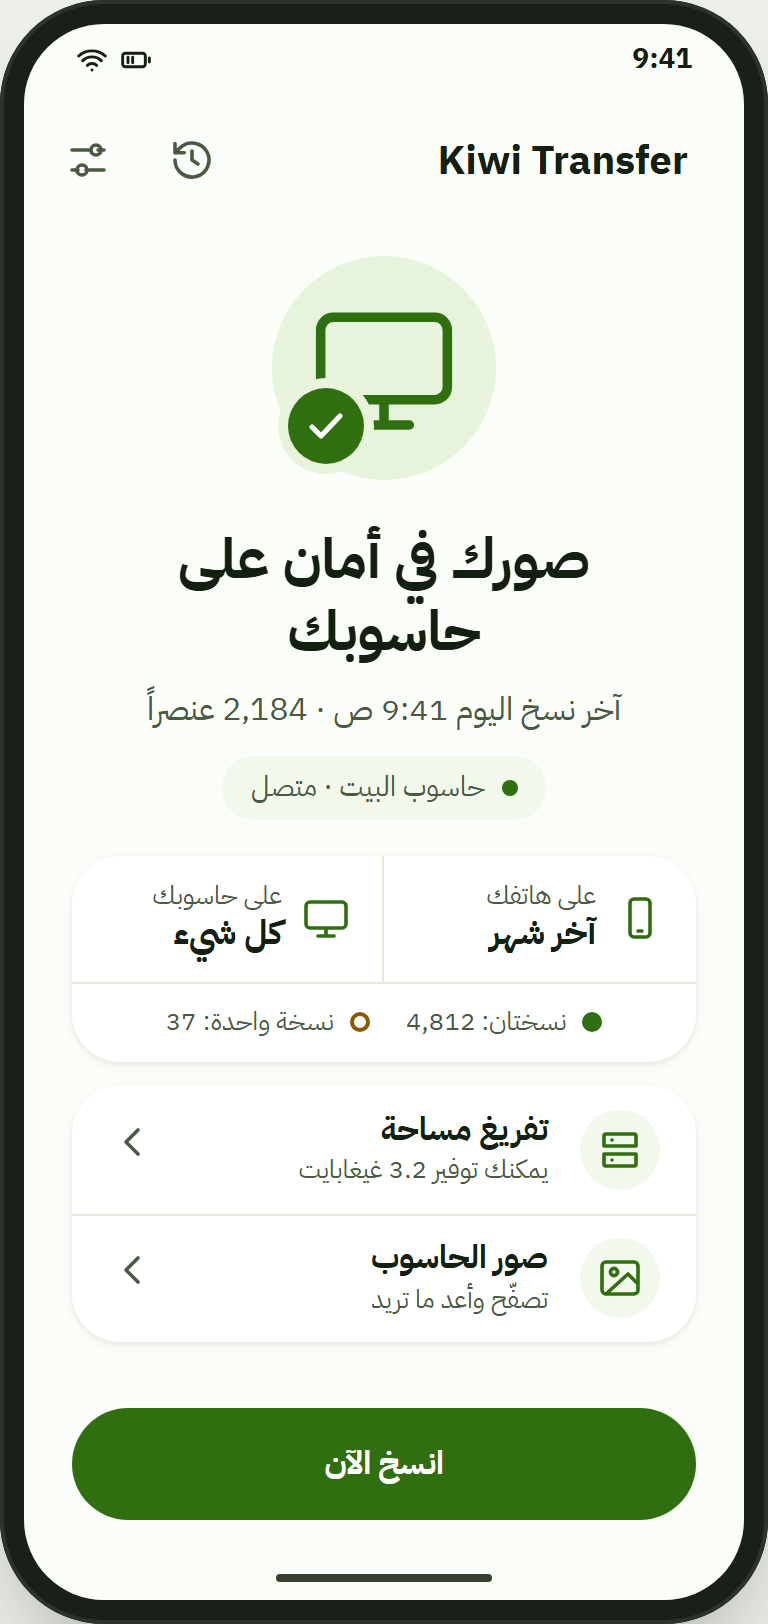 9:41
Kiwi Transfer
صورك في أمان على
حاسوبك
آخر نسخ اليوم 9:41 ص · 2,184 عنصراً
حاسوب البيت · متصل
على هاتفك
آخر شهر
على حاسوبك
كل شيء
نسختان: 4,812
نسخة واحدة: 37
تفريغ مساحة
يمكنك توفير 3.2 غيغابايت
صور الحاسوب
تصفّح وأعد ما تريد
انسخ الآن